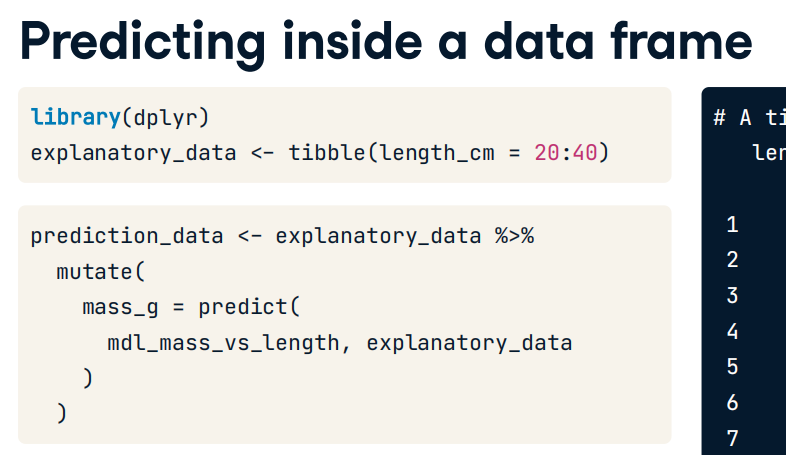 Predicting inside a data frame
library(dplyr)
explanatory_data <- tibble(length_cm = 20:40)
prediction_data <- explanatory_data %>%
  mutate(
    mass_g = predict(
      mdl_mass_vs_length, explanatory_data
    )
  )
# A ti
len
1
2
3
4
5
6
7